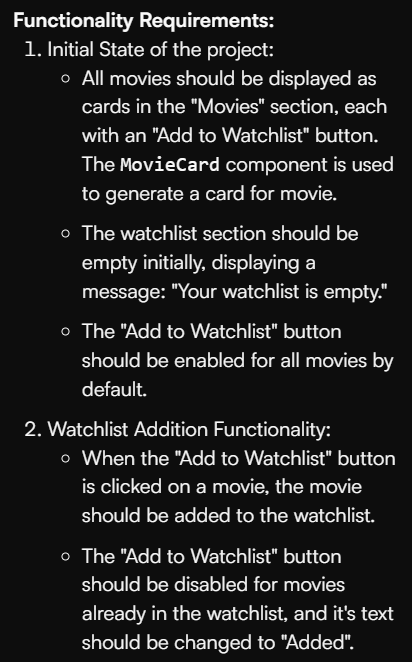 Functionality Requirements:
1. Initial State of the project:
○ All movies should be displayed as
cards in the "Movies" section, each
with an "Add to Watchlist" button.
The MovieCard component is used
to generate a card for movie.
○ The watchlist section should be
empty initially, displaying a
message: "Your watchlist is empty."
○ The "Add to Watchlist" button
should be enabled for all movies by
default.
2. Watchlist Addition Functionality:
○ When the "Add to Watchlist" button
is clicked on a movie, the movie
should be added to the watchlist.
○ The "Add to Watchlist" button
should be disabled for movies
already in the watchlist, and it's text
should be changed to "Added".